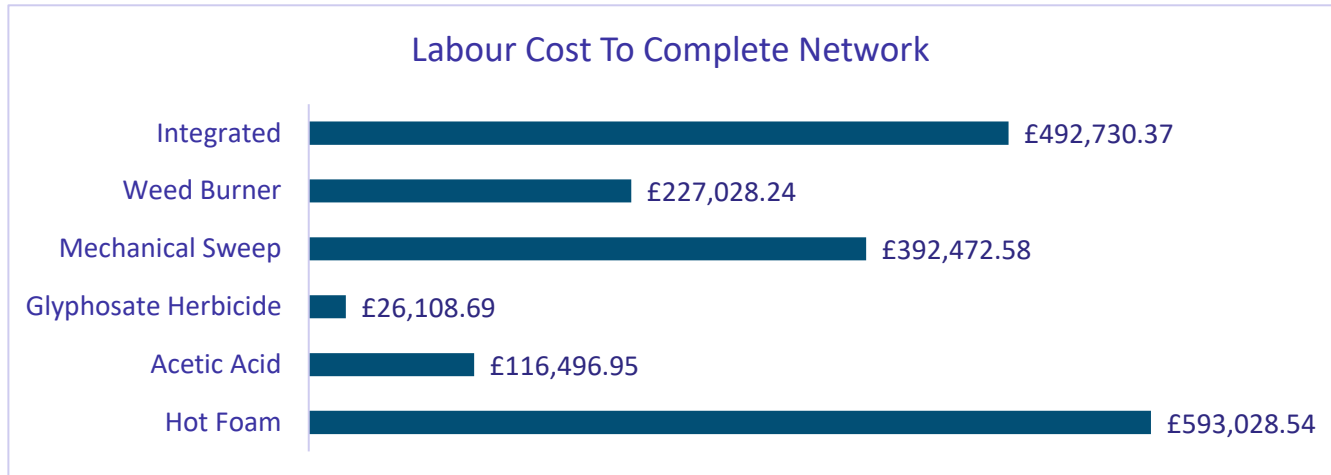 Labour Cost To Complete Network
Integrated £492,730.37
Weed Burner £227,028.24
Mechanical Sweep £392,472.58
Glyphosate Herbicide £26,108.69
Acetic Acid £116,496.95
Hot Foam £593,028.54